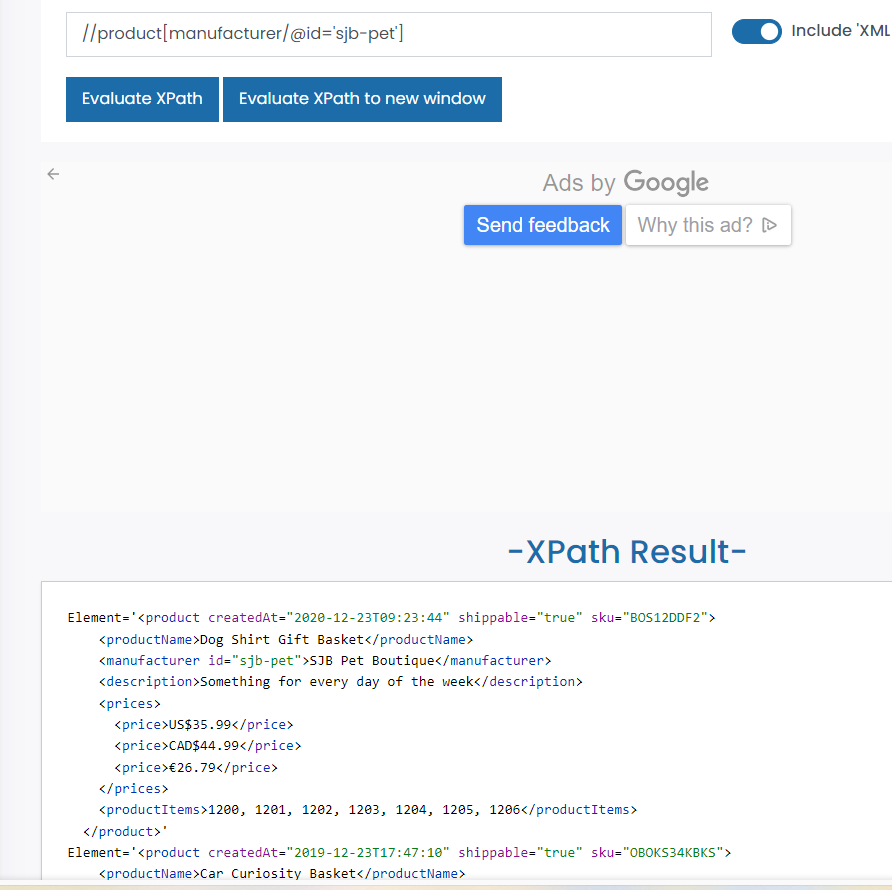 //product[manufacturer/@id='sjb-pet']
Include 'XML
Evaluate XPath
Evaluate XPath to new window
Ads by Google
Send feedback
Why this ad?
-XPath Result-
Element='<product createdAt="2020-12-23T09:23:44" shippable="true" sku="BOS12DDF2">
<productName>Dog Shirt Gift Basket</productName>
<manufacturer id="sjb-pet">SJB Pet Boutique</manufacturer>
<description>Something for every day of the week</description>
<prices>
<price>US$35.99</price>
<price>CAD$44.99</price>
<price>€26.79</price>
</prices>
<productItems>1200, 1201, 1202, 1203, 1204, 1205, 1206</productItems>
</product>'
Element='<product createdAt="2019-12-23T17:47:10" shippable="true" sku="OBOKS34KBKS">
<productName>Car Curiosity Basket</productName>